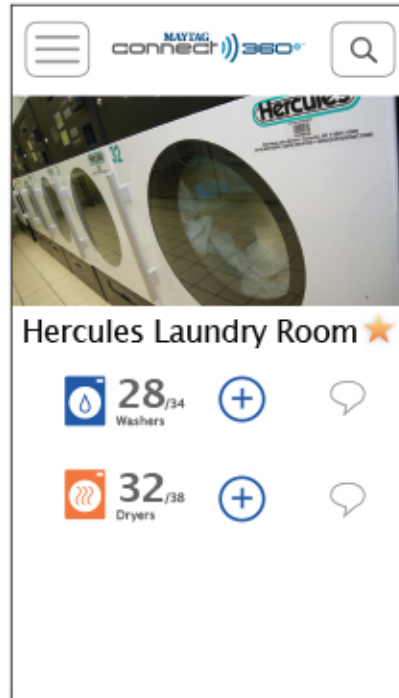 MAYTAG
connect 360°
Hercules
32
Hercules Laundry Room
28/34
Washers
32/38
Dryers